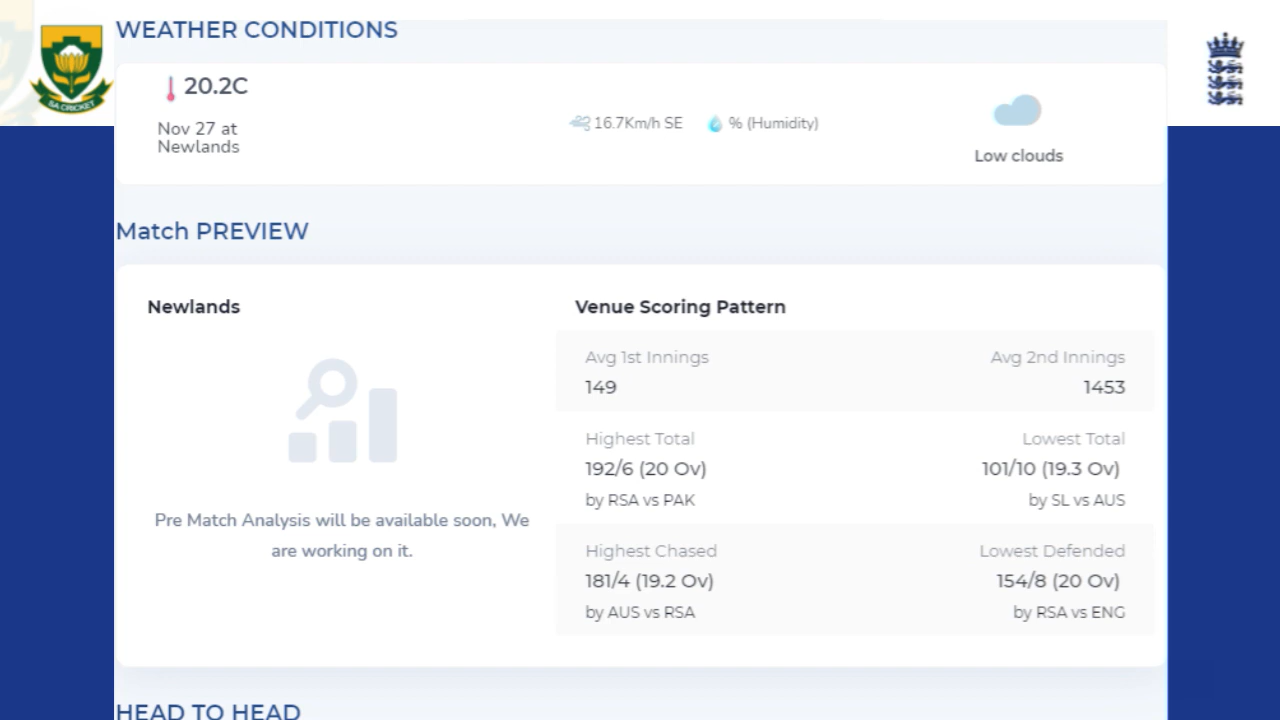 WEATHER CONDITIONS
SA CRICKET
20.2C
Nov 27 at
Newlands
16.7Km/h SE
% (Humidity)
Low clouds
Match PREVIEW
Newlands
Pre Match Analysis will be available soon, We
are working on it.
Venue Scoring Pattern
Avg 1st Innings
Avg 2nd Innings
149
1453
Highest Total
Lowest Total
192/6 (20 Ov)
101/10 (19.3 Ov)
by RSA vs PAK
by SL vs AUS
Highest Chased
Lowest Defended
181/4 (19.2 Ov)
154/8 (20 Ov)
by AUS vs RSA
by RSA vs ENG
HEAD TO HEAD